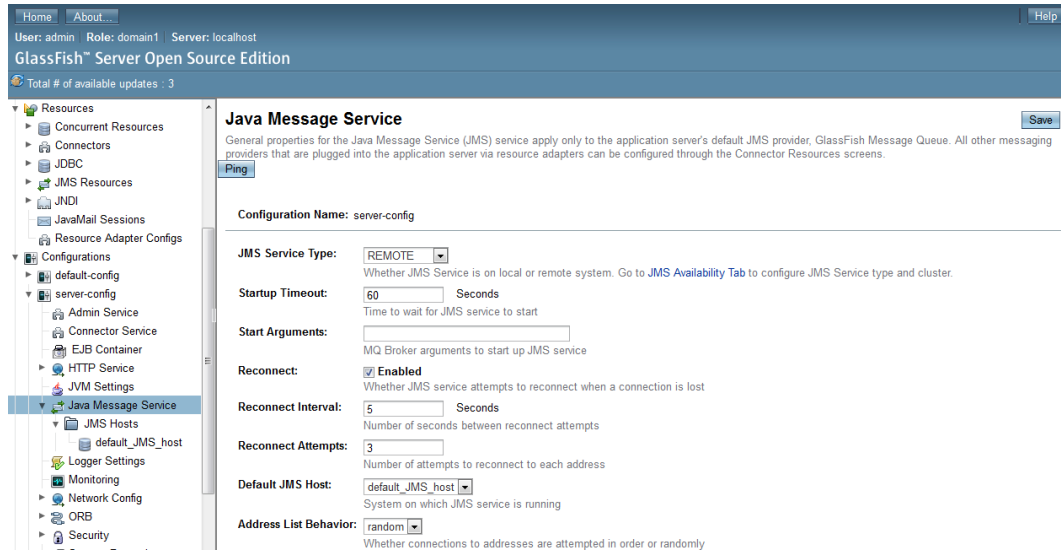 Home About... Help
User: admin Role: domain1 Server: localhost
GlassFish™ Server Open Source Edition
Total # of available updates : 3
Resources
Concurrent Resources
Connectors
JDBC
JMS Resources
JNDI
JavaMail Sessions
Resource Adapter Configs
Configurations
default-config
server-config
Admin Service
Connector Service
EJB Container
HTTP Service
JVM Settings
Java Message Service
JMS Hosts
default_JMS_host
Logger Settings
Monitoring
Network Config
ORB
Security
Java Message Service
Save
General properties for the Java Message Service (JMS) service apply only to the application server's default JMS provider, GlassFish Message Queue. All other messaging
providers that are plugged into the application server via resource adapters can be configured through the Connector Resources screens.
Ping
Configuration Name: server-config
JMS Service Type: REMOTE
Whether JMS Service is on local or remote system. Go to JMS Availability Tab to configure JMS Service type and cluster.
Startup Timeout: 60 Seconds
Time to wait for JMS service to start
Start Arguments:
MQ Broker arguments to start up JMS service
Reconnect: Enabled
Whether JMS service attempts to reconnect when a connection is lost
Reconnect Interval: 5 Seconds
Number of seconds between reconnect attempts
Reconnect Attempts: 3
Number of attempts to reconnect to each address
Default JMS Host: default_JMS_host
System on which JMS service is running
Address List Behavior: random
Whether connections to addresses are attempted in order or randomly